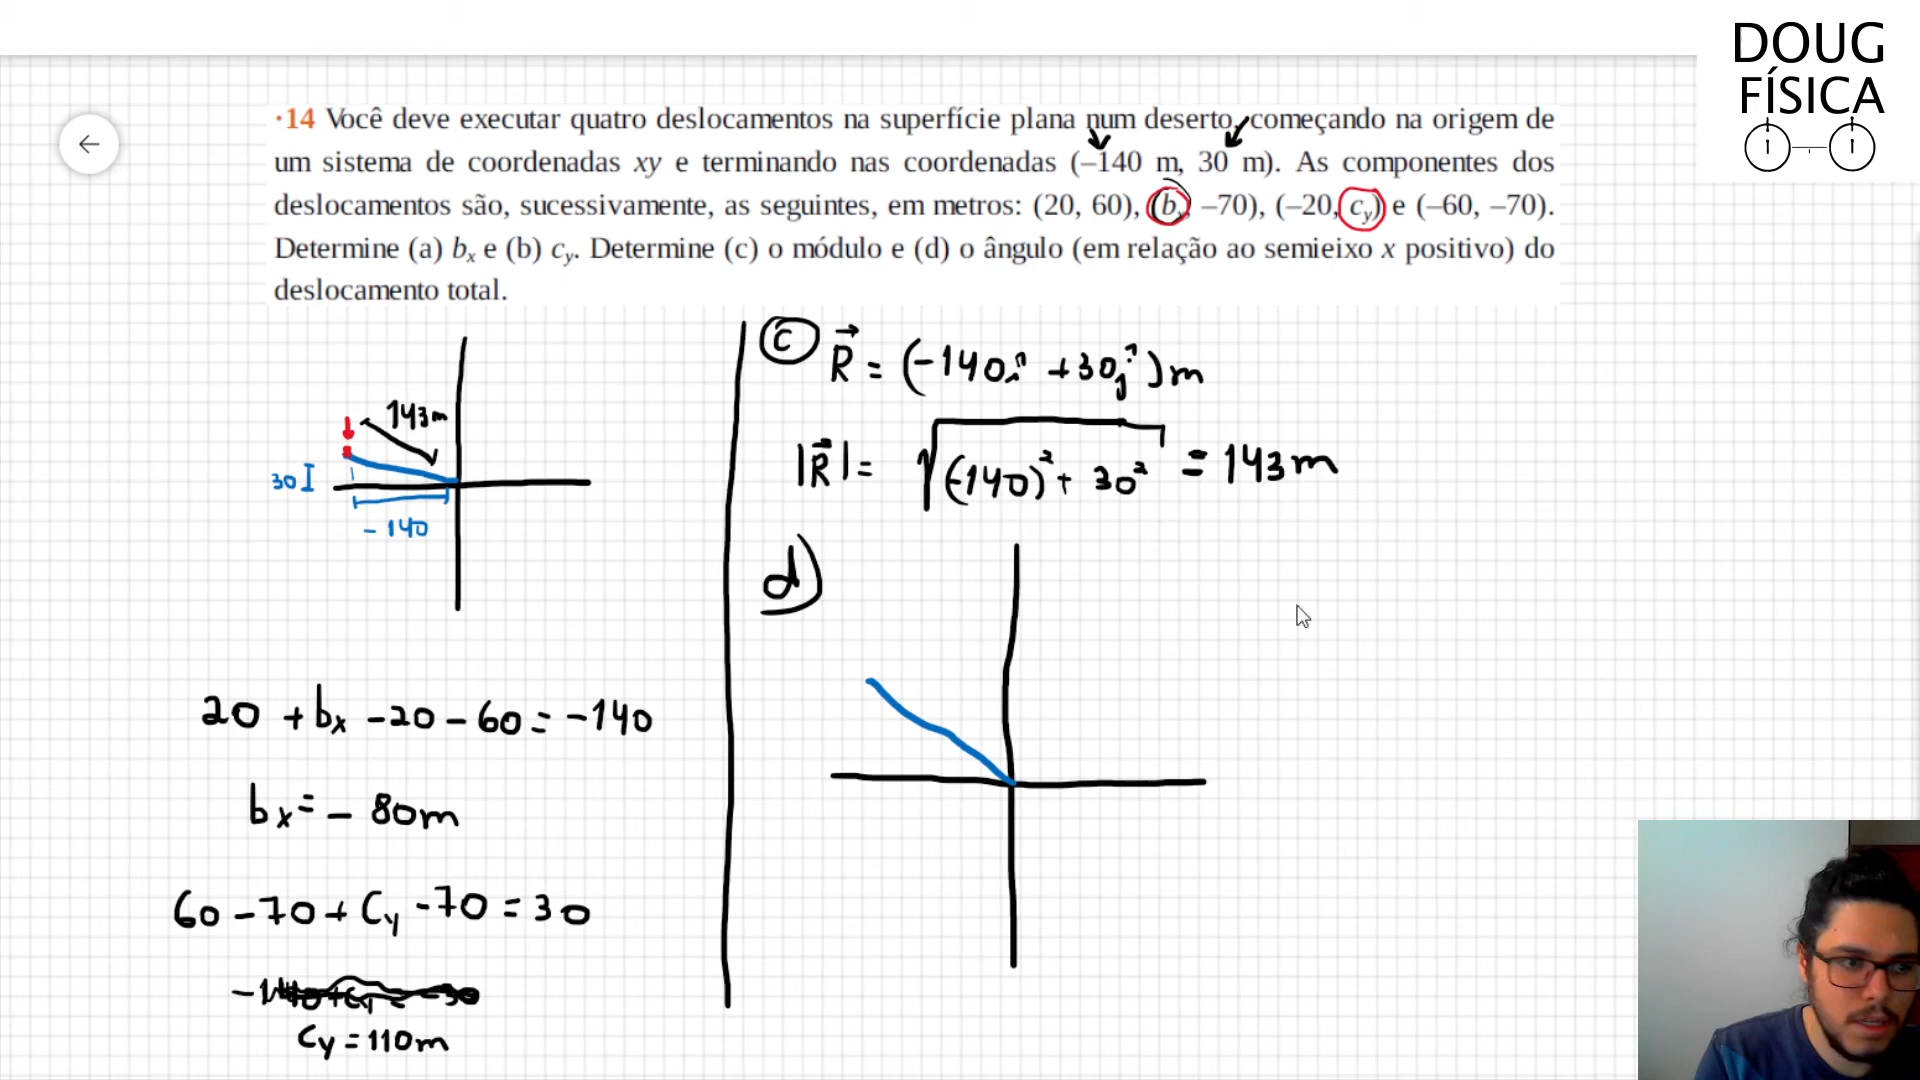 DOUG
FÍSICA
·14 Você deve executar quatro deslocamentos na superfície plana num deserto, começando na origem de
um sistema de coordenadas xy e terminando nas coordenadas (–140 m, 30 m). As componentes dos
deslocamentos são, sucessivamente, as seguintes, em metros: (20, 60), (bₓ, –70), (–20, c_y) e (–60, –70).
Determine (a) bₓ e (b) c_y. Determine (c) o módulo e (d) o ângulo (em relação ao semieixo x positivo) do
deslocamento total.
143m
30
- 140
20 + bx - 20 - 60 = - 140
bx = - 80m
60 - 70 + Cy - 70 = 30
Cy = 110m
C R⃗ = (-140î + 30ĵ) m
|R⃗| = √(-140)² + 30² = 143m
d)